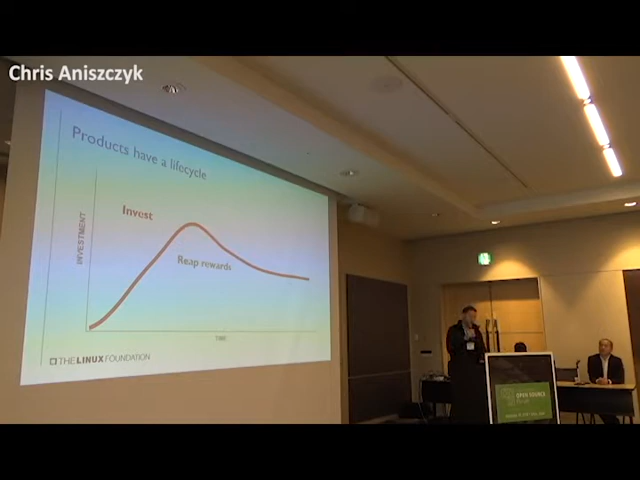 Chris Aniszczyk
Products have a lifecycle
Invest
INVESTMENT
Reap rewards
TIME
THE LINUX FOUNDATION
OPEN SOURCE